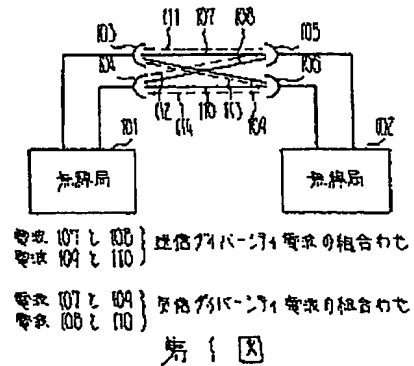 111 107 108
103 105
104 106
112 114 110 113 109
101 102
無線局 無線局
電波 107 と 108
電波 109 と 110
送信ダイバーシティ電波の組合わせ
電波 107 と 109
電波 108 と 110
受信ダイバーシティ電波の組合わせ
第 1 図